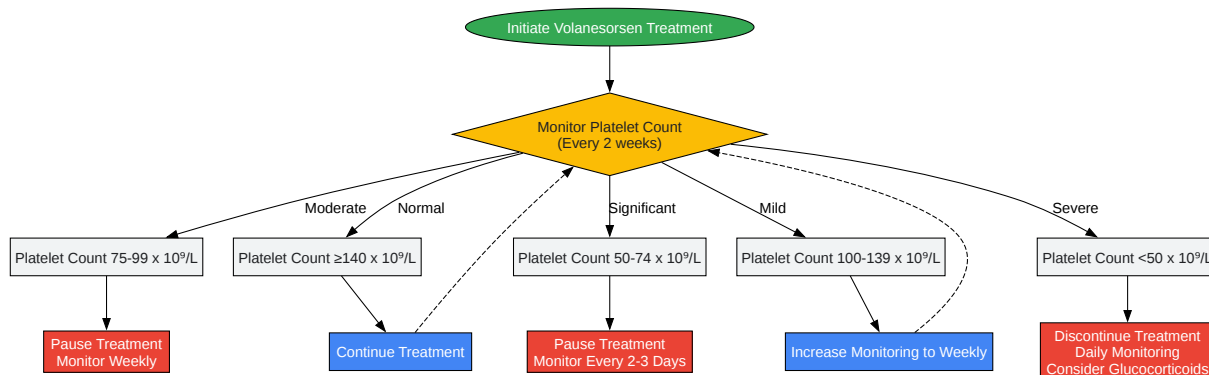 Initiate Volanesorsen Treatment
Monitor Platelet Count
(Every 2 weeks)
Moderate
Normal
Significant
Mild
Severe
Platelet Count 75-99 x 10⁹/L
Platelet Count ≥140 x 10⁹/L
Platelet Count 50-74 x 10⁹/L
Platelet Count 100-139 x 10⁹/L
Platelet Count <50 x 10⁹/L
Pause Treatment
Monitor Weekly
Continue Treatment
Pause Treatment
Monitor Every 2-3 Days
Increase Monitoring to Weekly
Discontinue Treatment
Daily Monitoring
Consider Glucocorticoids